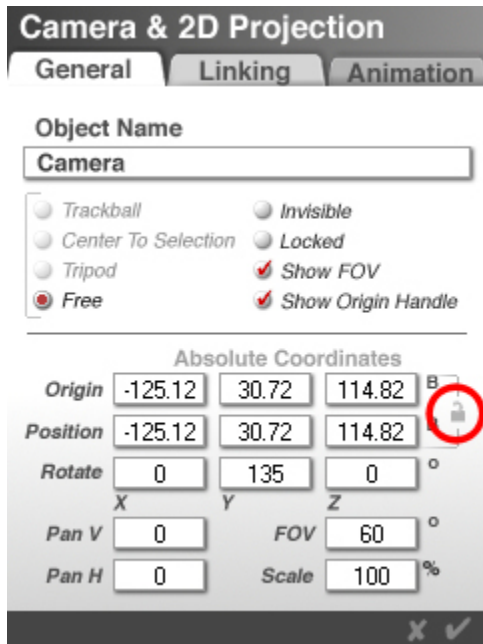 Camera & 2D Projection
General Linking Animation
Object Name
Camera
Trackball Invisible
Center To Selection Locked
Tripod Show FOV
Free Show Origin Handle
Absolute Coordinates
Origin -125.12 30.72 114.82 B
Position -125.12 30.72 114.82 B
Rotate 0 135 0 °
X Y Z
Pan V 0 FOV 60 °
Pan H 0 Scale 100 %